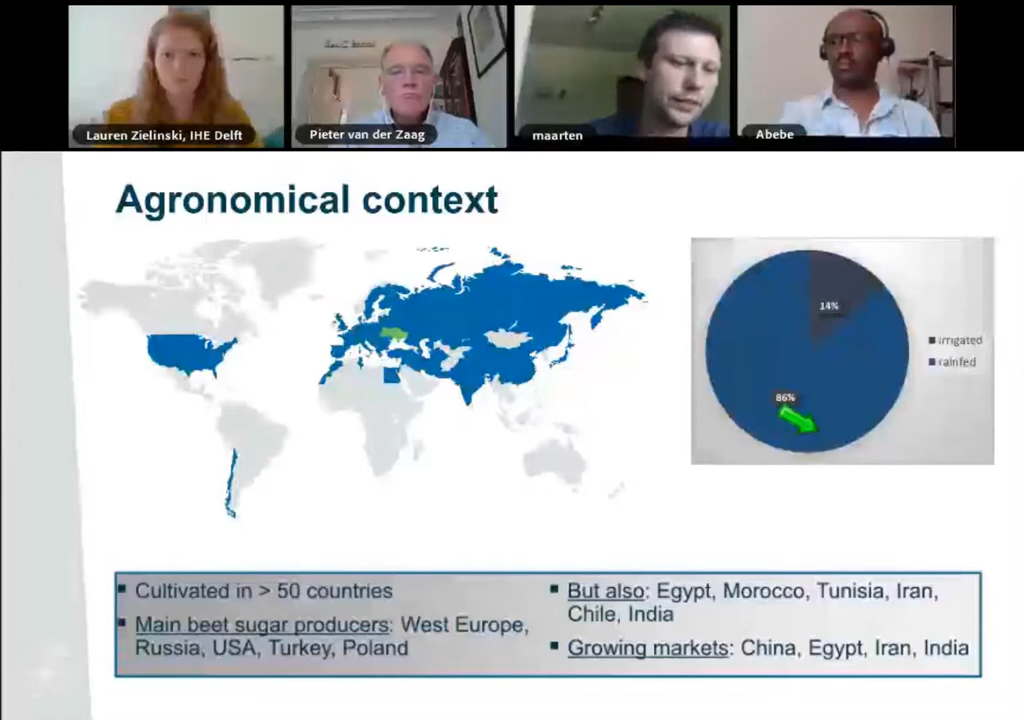 Lauren Zielinski, IHE Delft
Pieter van der Zaag
maarten
Abebe
Agronomical context
14%
86%
irrigated
rainfed
Cultivated in > 50 countries
Main beet sugar producers: West Europe,
Russia, USA, Turkey, Poland
But also: Egypt, Morocco, Tunisia, Iran,
Chile, India
Growing markets: China, Egypt, Iran, India